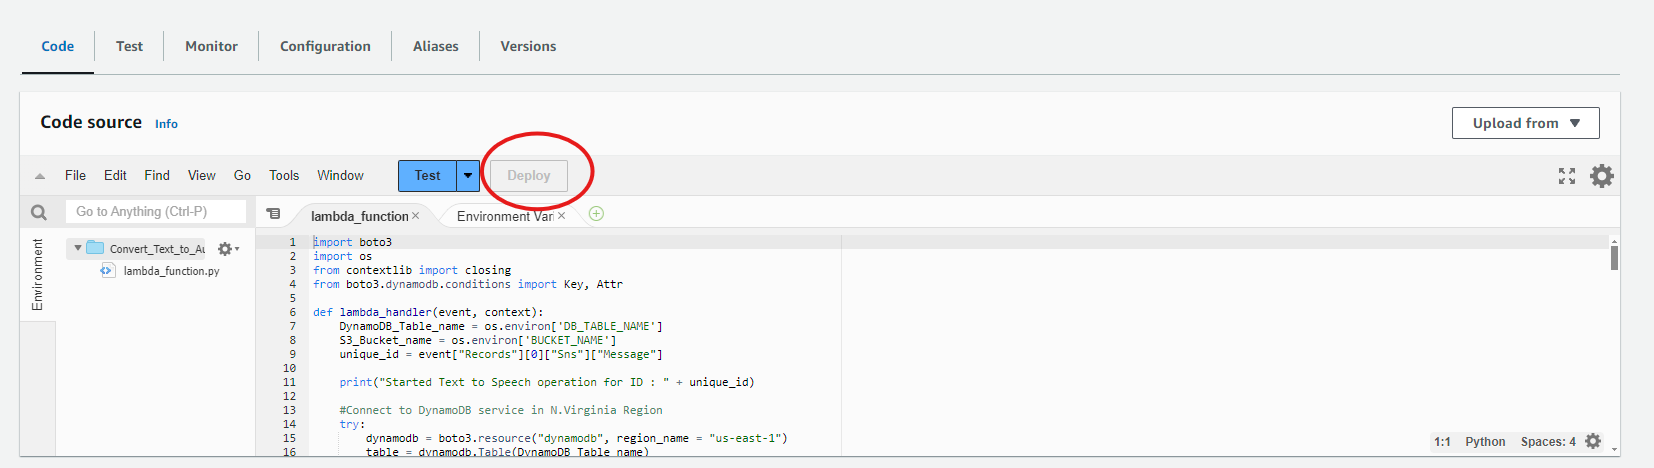 Code Test Monitor Configuration Aliases Versions
Code source Info
Upload from
File Edit Find View Go Tools Window Test Deploy
Go to Anything (Ctrl-P)
lambda_function Environment Vari
Environment
Convert_Text_to_Au
lambda_function.py
1 import boto3
2 import os
3 from contextlib import closing
4 from boto3.dynamodb.conditions import Key, Attr
5
6 def lambda_handler(event, context):
7 DynamoDB_Table_name = os.environ['DB_TABLE_NAME']
8 S3_Bucket_name = os.environ['BUCKET_NAME']
9 unique_id = event["Records"][0]["Sns"]["Message"]
10
11 print("Started Text to Speech operation for ID : " + unique_id)
12
13 #Connect to DynamoDB service in N.Virginia Region
14 try:
15 dynamodb = boto3.resource("dynamodb", region_name = "us-east-1")
16 table = dynamodb.Table(DynamoDB_Table_name)
1:1 Python Spaces: 4